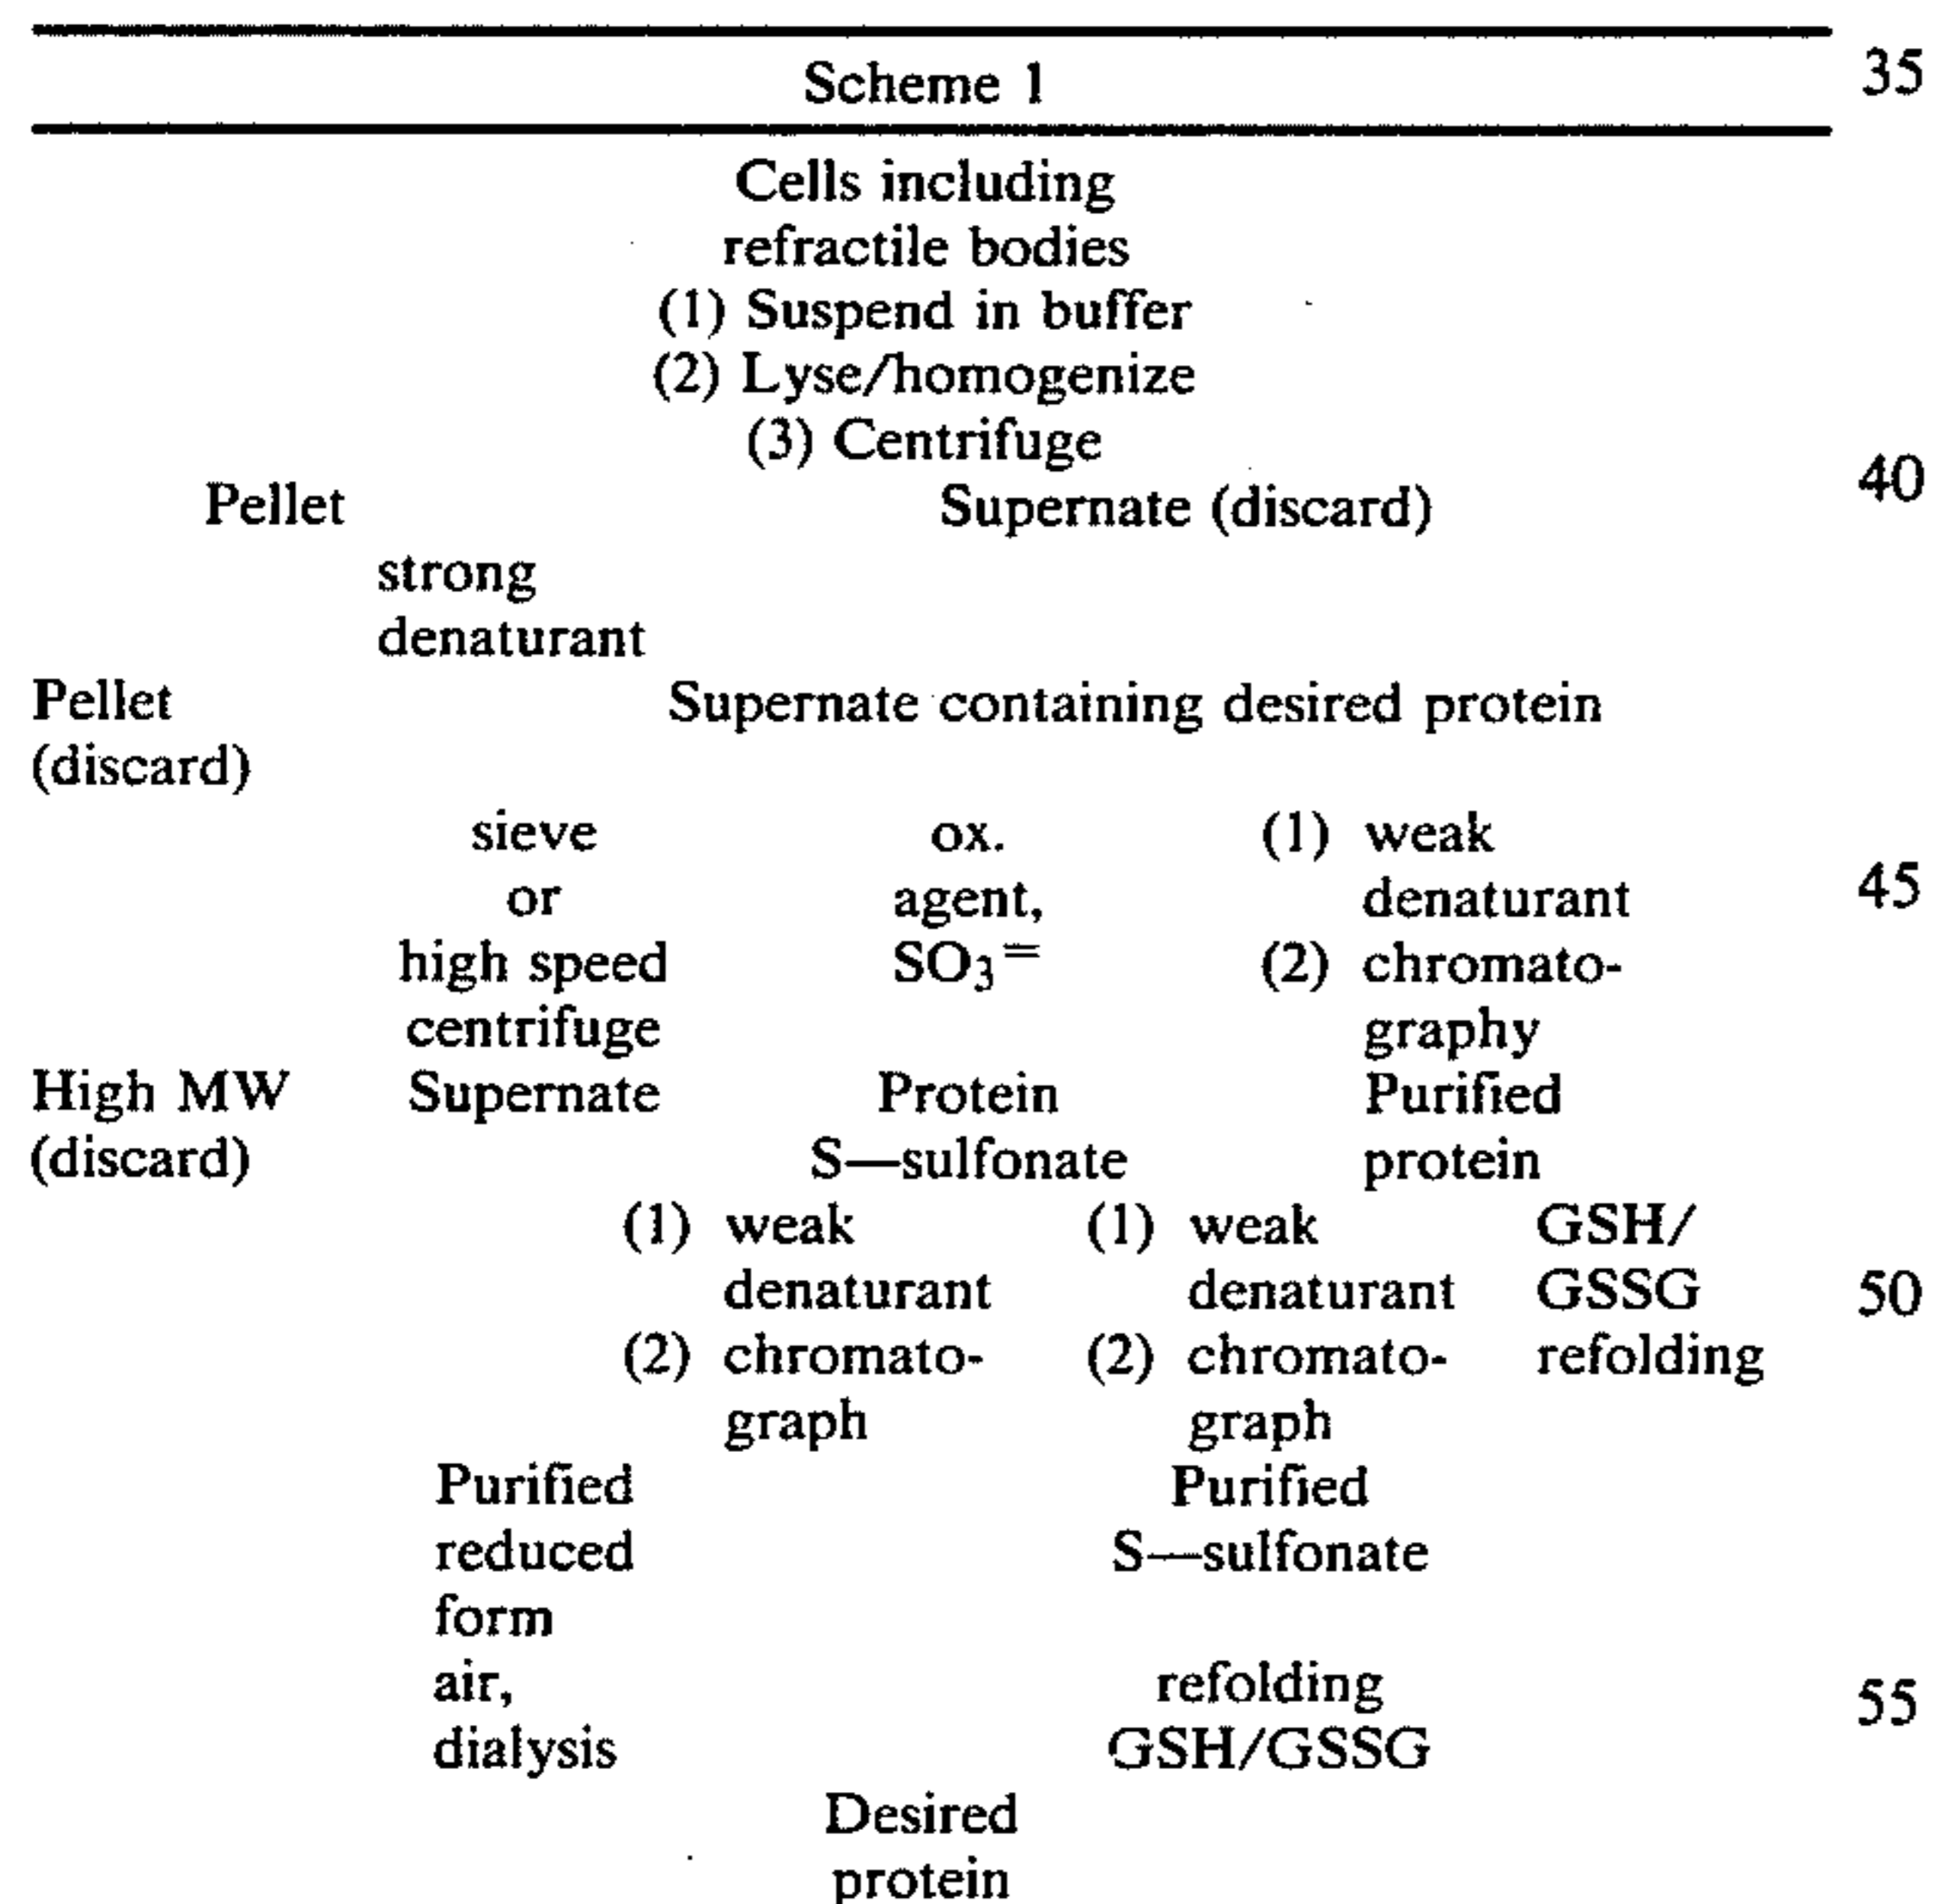 Scheme 1 35
Cells including
refractile bodies
(1) Suspend in buffer
(2) Lyse/homogenize
(3) Centrifuge
Pellet Supernate (discard) 40
strong
denaturant
Pellet Supernate containing desired protein
(discard)
sieve ox. (1) weak
or agent, denaturant 45
high speed SO3= (2) chromato-
centrifuge graphy
High MW Supernate Protein Purified
(discard) S—sulfonate protein
(1) weak (1) weak GSH/
denaturant denaturant GSSG 50
(2) chromato- (2) chromato- refolding
graph graph
Purified Purified
reduced S—sulfonate
form
air, refolding 55
dialysis GSH/GSSG
Desired
protein